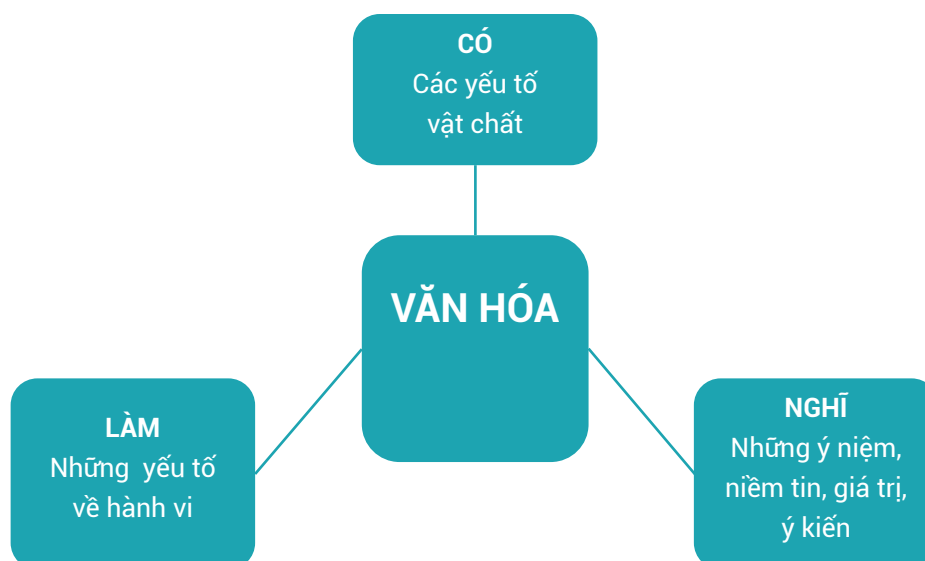 CÓ
Các yếu tố
vật chất
VĂN HÓA
LÀM
Những  yếu tố
về hành vi
NGHĨ
Những ý niệm,
niềm tin, giá trị,
ý kiến